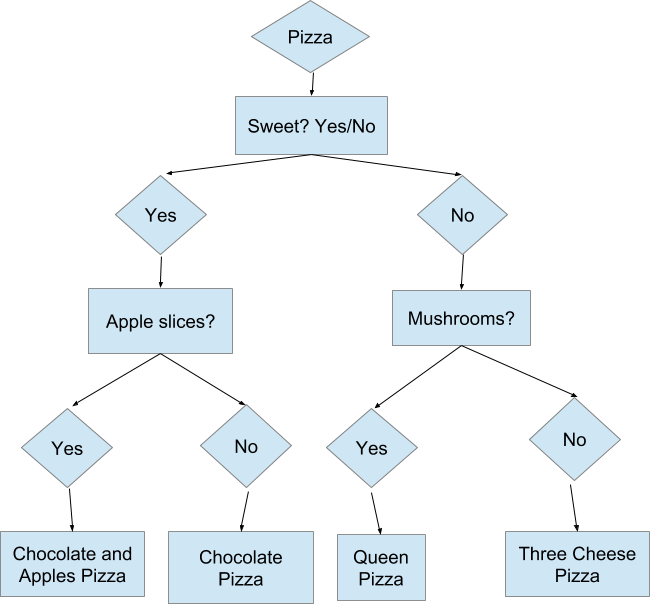 Pizza
Sweet? Yes/No
Yes
No
Apple slices?
Mushrooms?
Yes
No
Yes
No
Chocolate and
Apples Pizza
Chocolate
Pizza
Queen
Pizza
Three Cheese
Pizza